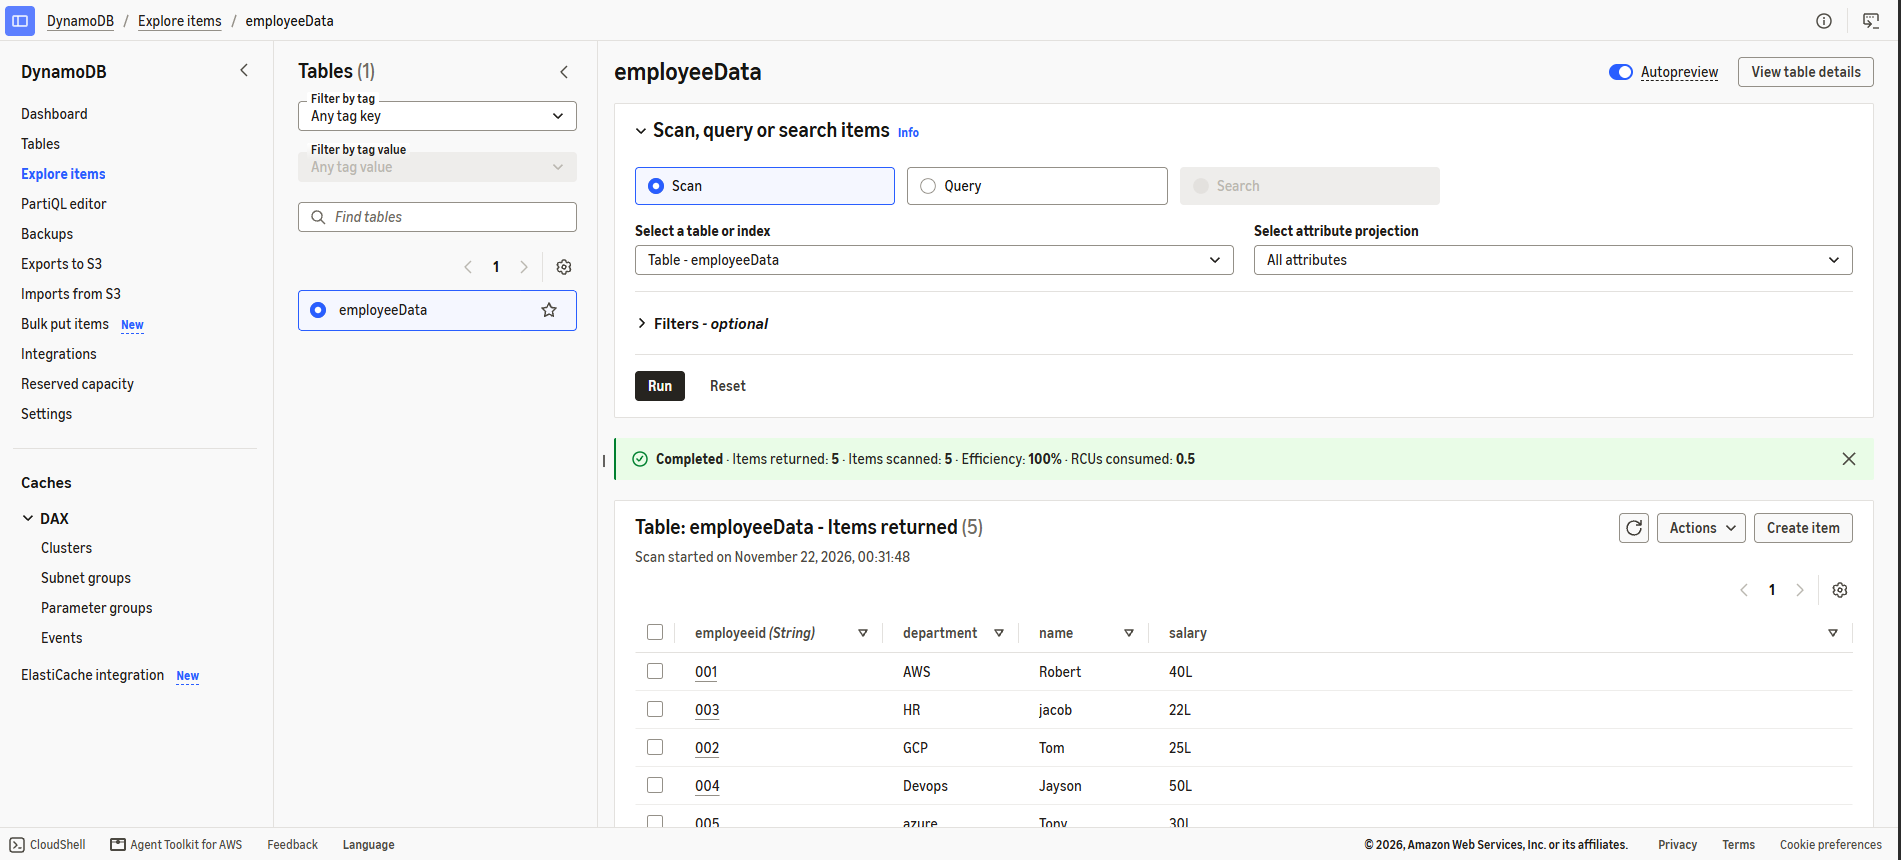 DynamoDB / Explore items / employeeData
DynamoDB
Dashboard
Tables
Explore items
PartiQL editor
Backups
Exports to S3
Imports from S3
Bulk put items New
Integrations
Reserved capacity
Settings
Caches
DAX
Clusters
Subnet groups
Parameter groups
Events
ElastiCache integration New
Tables (1)
Filter by tag
Any tag key
Filter by tag value
Any tag value
Find tables
1
employeeData
employeeData
Autopreview
View table details
Scan, query or search items Info
Scan
Query
Search
Select a table or index
Table - employeeData
Select attribute projection
All attributes
Filters - optional
Run
Reset
Completed · Items returned: 5 · Items scanned: 5 · Efficiency: 100% · RCUs consumed: 0.5
Table: employeeData - Items returned (5)
Scan started on November 22, 2026, 00:31:48
Actions
Create item
1
employeeid (String) department name salary
001 AWS Robert 40L
003 HR jacob 22L
002 GCP Tom 25L
004 Devops Jayson 50L
005 azure Tony 30L
CloudShell Agent Toolkit for AWS Feedback Language
© 2026, Amazon Web Services, Inc. or its affiliates. Privacy Terms Cookie preferences